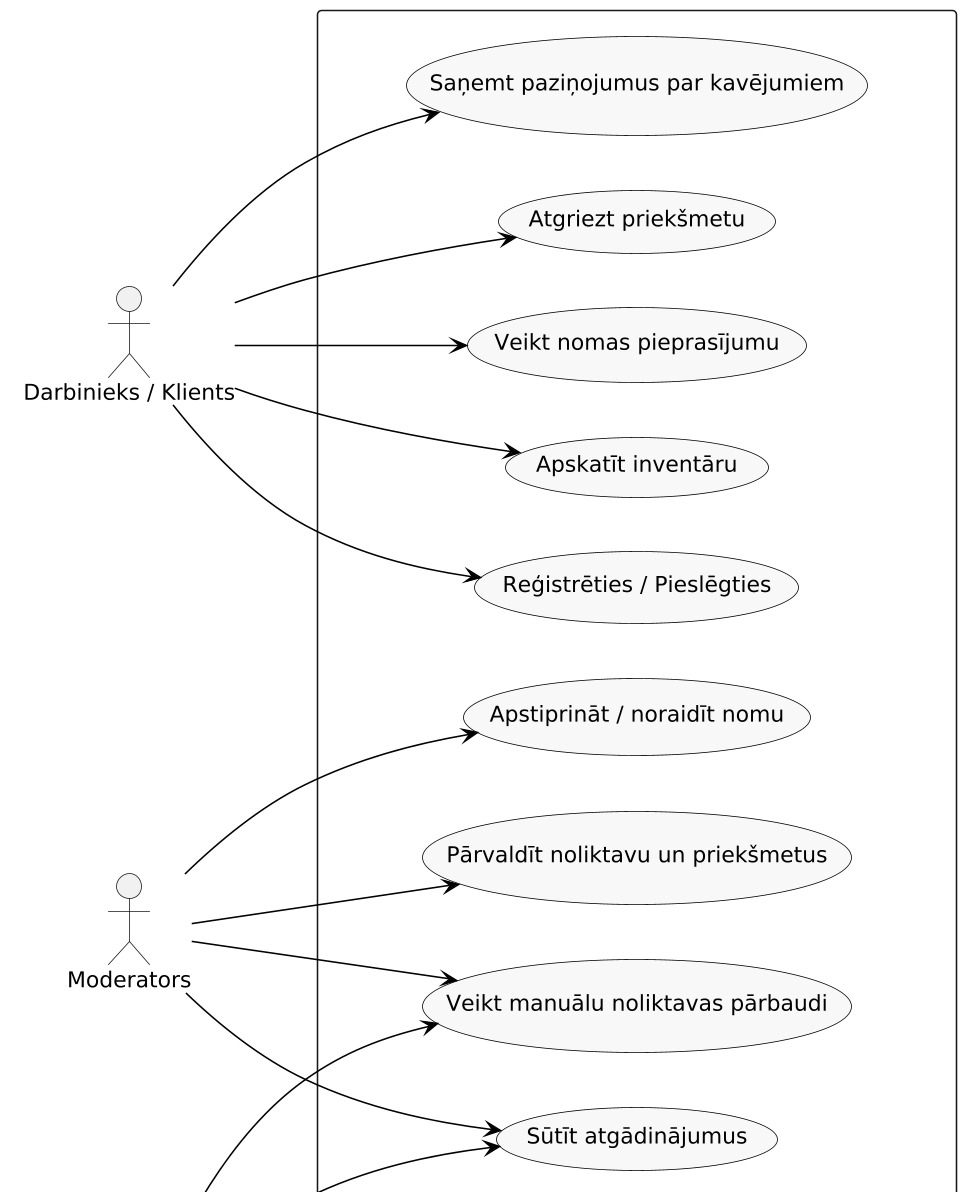 Saņemt paziņojumus par kavējumiem
Atgriezt priekšmetu
Veikt nomas pieprasījumu
Darbinieks / Klients
Apskatīt inventāru
Reģistrēties / Pieslēgties
Apstiprināt / noraidīt nomu
Pārvaldīt noliktavu un priekšmetus
Moderators
Veikt manuālu noliktavas pārbaudi
Sūtīt atgādinājumus